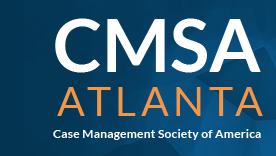 CMSA
ATLANTA
Case Management Society of America